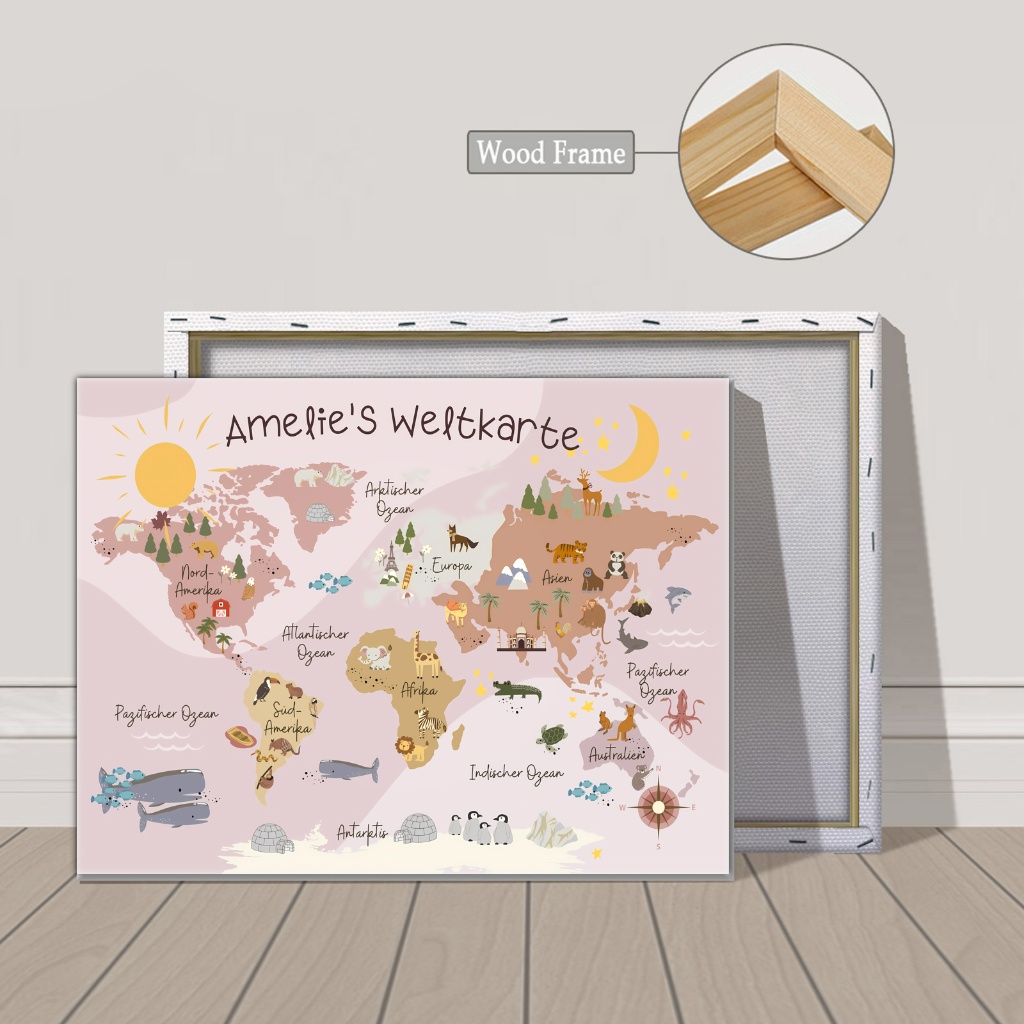 Wood Frame
Amelie's Weltkarte
Arktischer
Ozean
Nord-
Amerika
Europa
Asien
Atlantischer
Ozean
Pazifischer
Ozean
Afrika
Süd-
Amerika
Pazifischer Ozean
Australien
Indischer Ozean
N
W
E
S
Antarktis